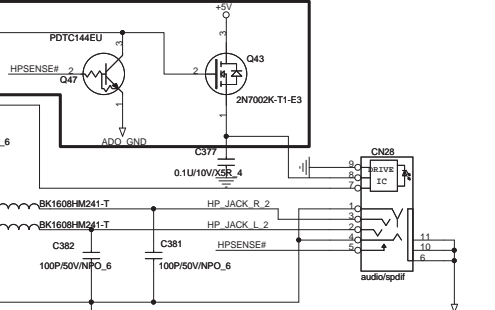 +5V
PDTC144EU
3
3
HPSENSE# 2
Q47
2
Q43
1
1
2N7002K-T1-E3
ADO_GND
_6
C377
0.1U/10V/X5R_4
CN28
9
8
7
DRIVE
IC
BK1608HM241-T
HP_JACK_R_2
1
3
BK1608HM241-T
HP_JACK_L_2
2
4
HPSENSE#
5
11
10
6
C382
C381
100P/50V/NPO_6
100P/50V/NPO_6
audio/spdif